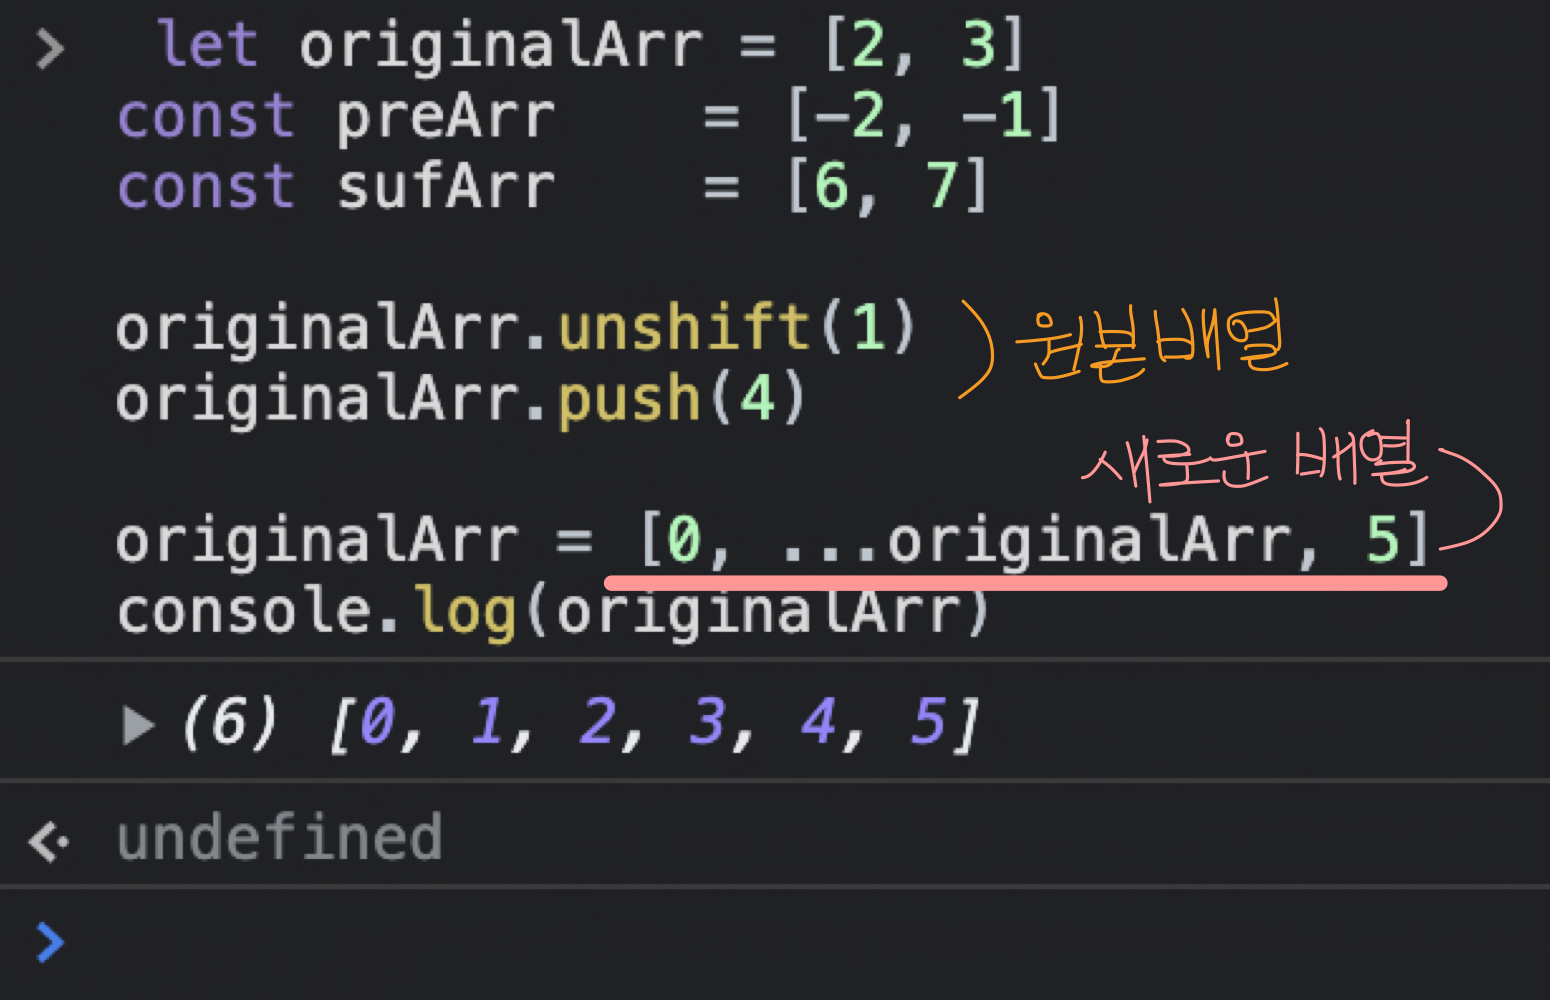 let originalArr = [2, 3]
const preArr = [-2, -1]
const sufArr = [6, 7]
originalArr.unshift(1)
원본배열
originalArr.push(4)
새로운 배열
originalArr = [0, ...originalArr, 5]
console.log(originalArr)
(6) [0, 1, 2, 3, 4, 5]
undefined